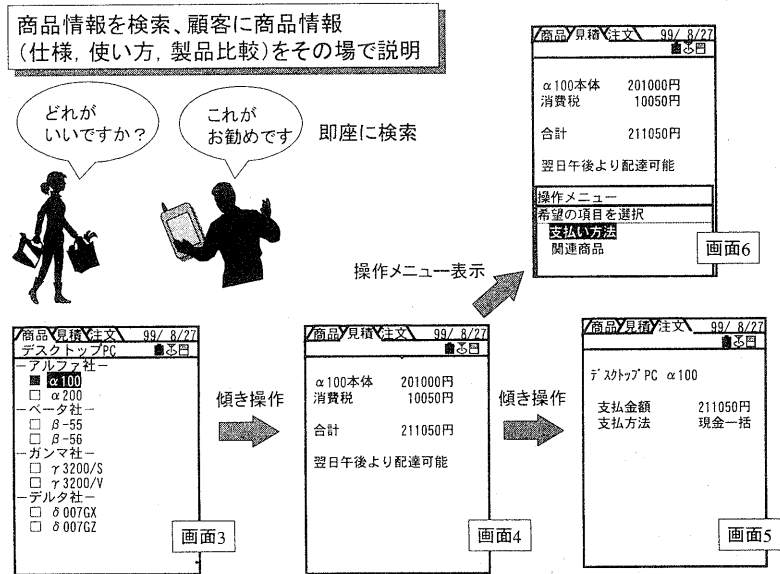 商品情報を検索、顧客に商品情報
(仕様, 使い方, 製品比較)をその場で説明
どれが
いいですか？
これが
お勧めです
即座に検索
商品 見積 注文 99/ 8/27
α100本体 201000円
消費税 10050円
合計 211050円
翌日午後より配達可能
操作メニュー
希望の項目を選択
支払い方法
関連商品
画面6
操作メニュー表示
商品 見積 注文 99/ 8/27
デスクトップPC
－アルファ社－
α100
α200
－ベータ社－
β-55
β-56
－ガンマ社－
γ3200/S
γ3200/V
－デルタ社－
δ007GX
δ007GZ
画面3
傾き操作
商品 見積 注文 99/ 8/27
α100本体 201000円
消費税 10050円
合計 211050円
翌日午後より配達可能
画面4
傾き操作
商品 見積 注文 99/ 8/27
ﾃﾞｽｸﾄｯﾌﾟPC α100
支払金額 211050円
支払方法 現金一括
画面5